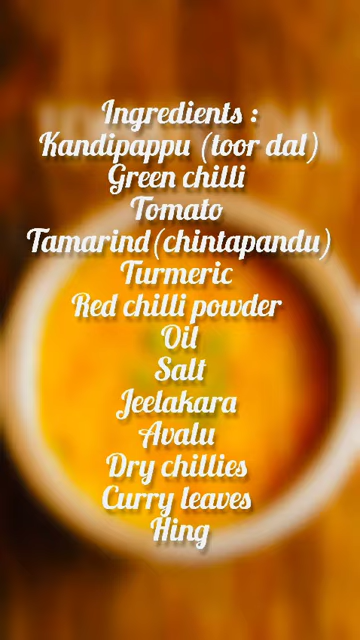 Ingredients :
Kandipappu (toor dal)
Green chilli
Tomato
Tamarind(chintapandu)
Turmeric
Red chilli powder
Oil
Salt
Jeelakara
Avalu
Dry chillies
Curry leaves
Hing